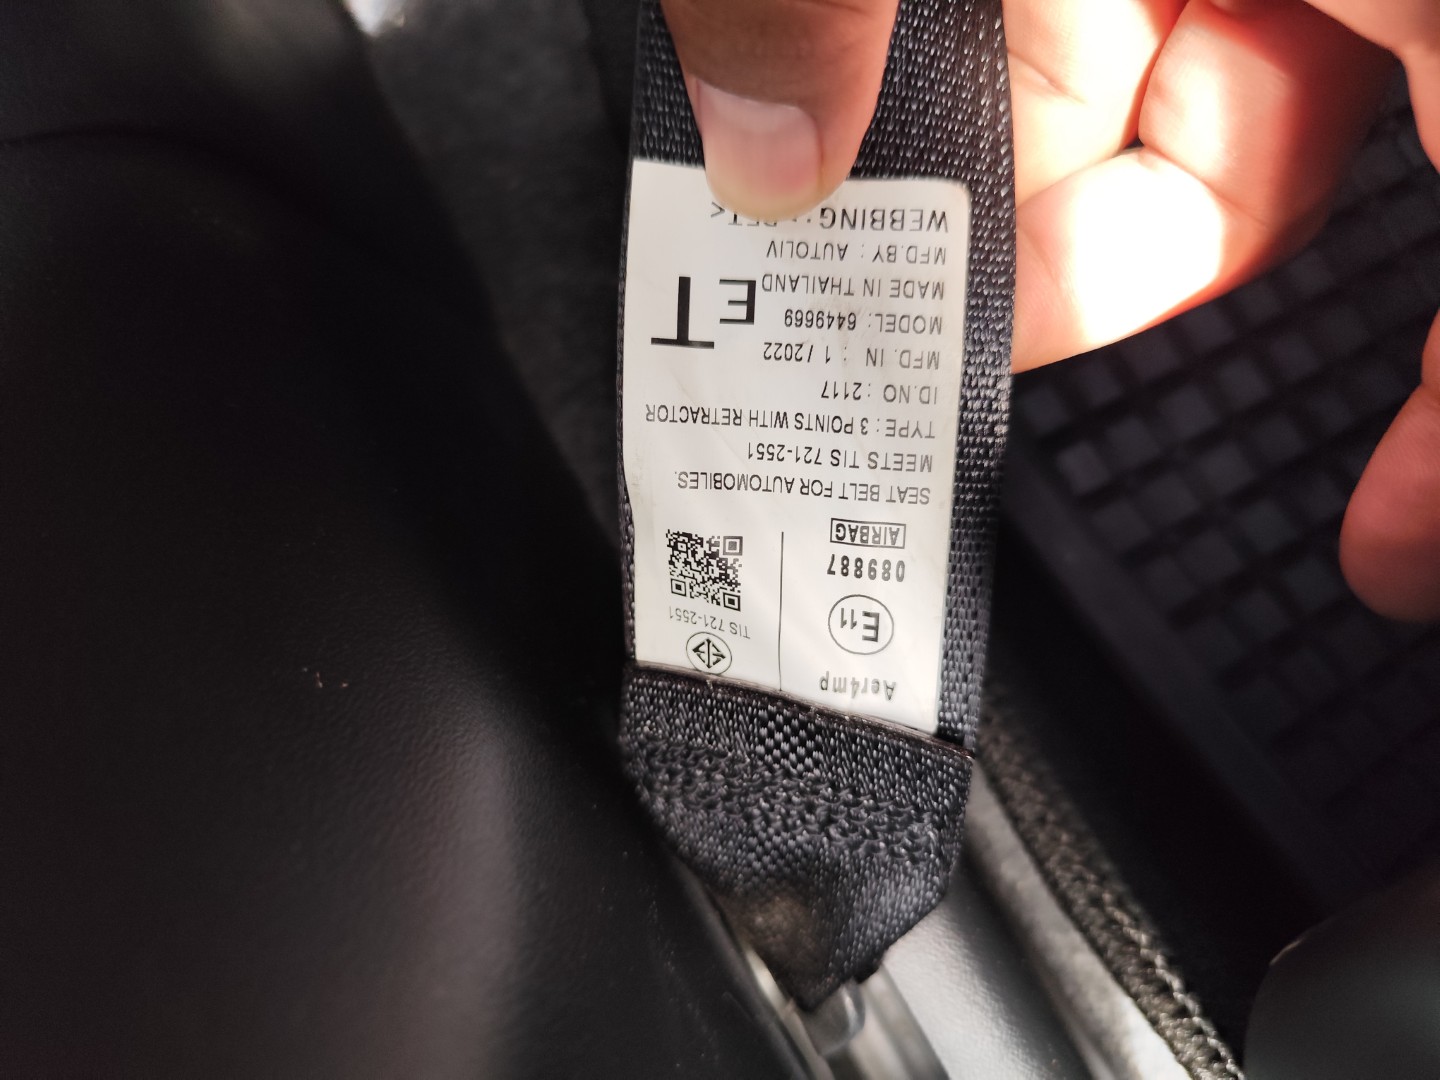 Aer4mp
E11
089887
AIRBAG
TIS 721-2551
SEAT BELT FOR AUTOMOBILES.
MEETS TIS 721-2551
TYPE : 3 POINTS WITH RETRACTOR
ID.NO : 2117
MFD. IN : 1 / 2022
MODEL : 6449669
MADE IN THAILAND
MFD.BY : AUTOLIV
ET
WEBBING :